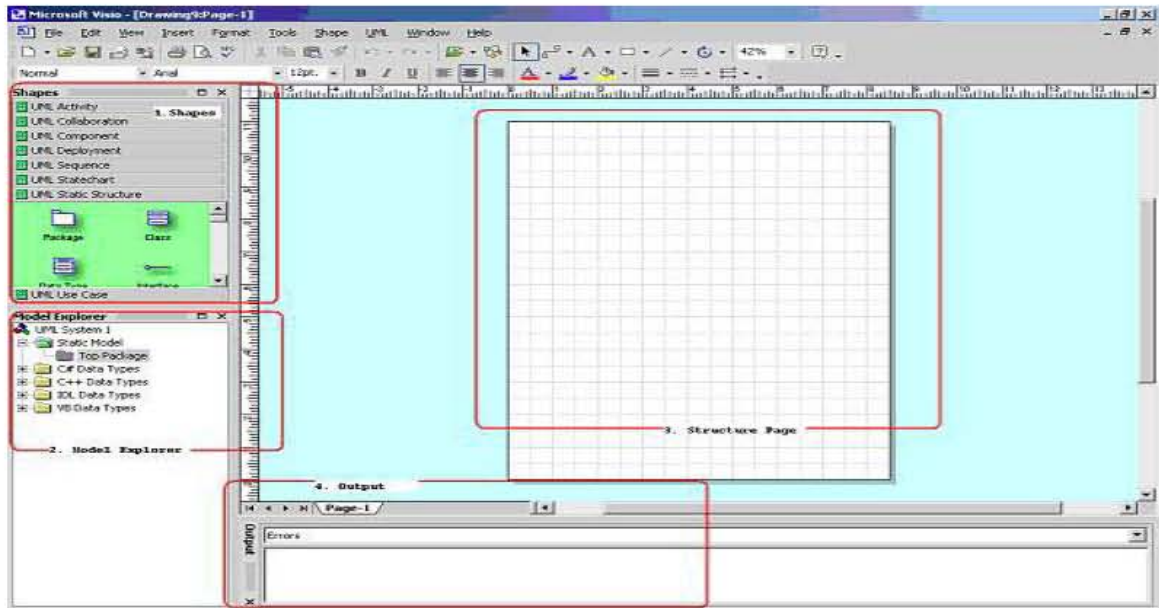 Microsoft Visio - [Drawing9:Page-1]
File Edit View Insert Format Tools Shape UML Window Help
42%
Normal Arial 12pt. B I U A
Shapes
UML Activity
1. Shapes
UML Collaboration
UML Component
UML Deployment
UML Sequence
UML Statechart
UML Static Structure
Package Class
Data Type Interface
UML Use Case
Model Explorer
UML System 1
Static Model
Top Package
C# Data Types
C++ Data Types
IDL Data Types
VB Data Types
2. Model Explorer
3. Structure Page
4. Output
Page-1
Output
Errors